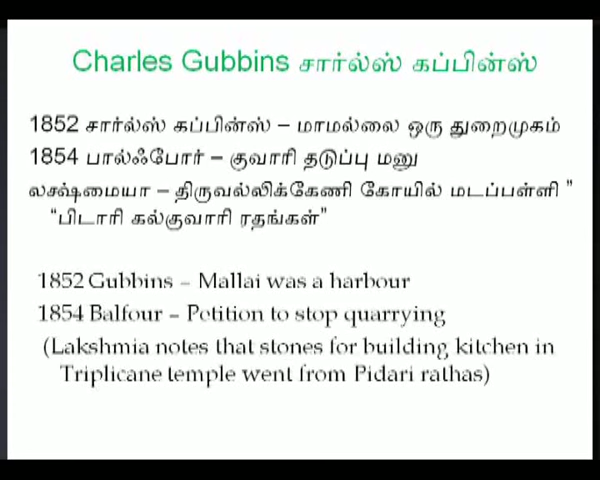 Charles Gubbins சார்ல்ஸ் கப்பின்ஸ்
1852 சார்ல்ஸ் கப்பின்ஸ் – மாமல்லை ஒரு துறைமுகம்
1854 பால்ஃபோர் – குவாரி தடுப்பு மனு
லசஷ்மையா – திருவல்லிக்கேணி கோயில் மடப்பள்ளி "
"பிடாரி கல்குவாரி ரதங்கள்"
1852 Gubbins – Mallai was a harbour
1854 Balfour – Petition to stop quarrying
(Lakshmia notes that stones for building kitchen in
Triplicane temple went from Pidari rathas)